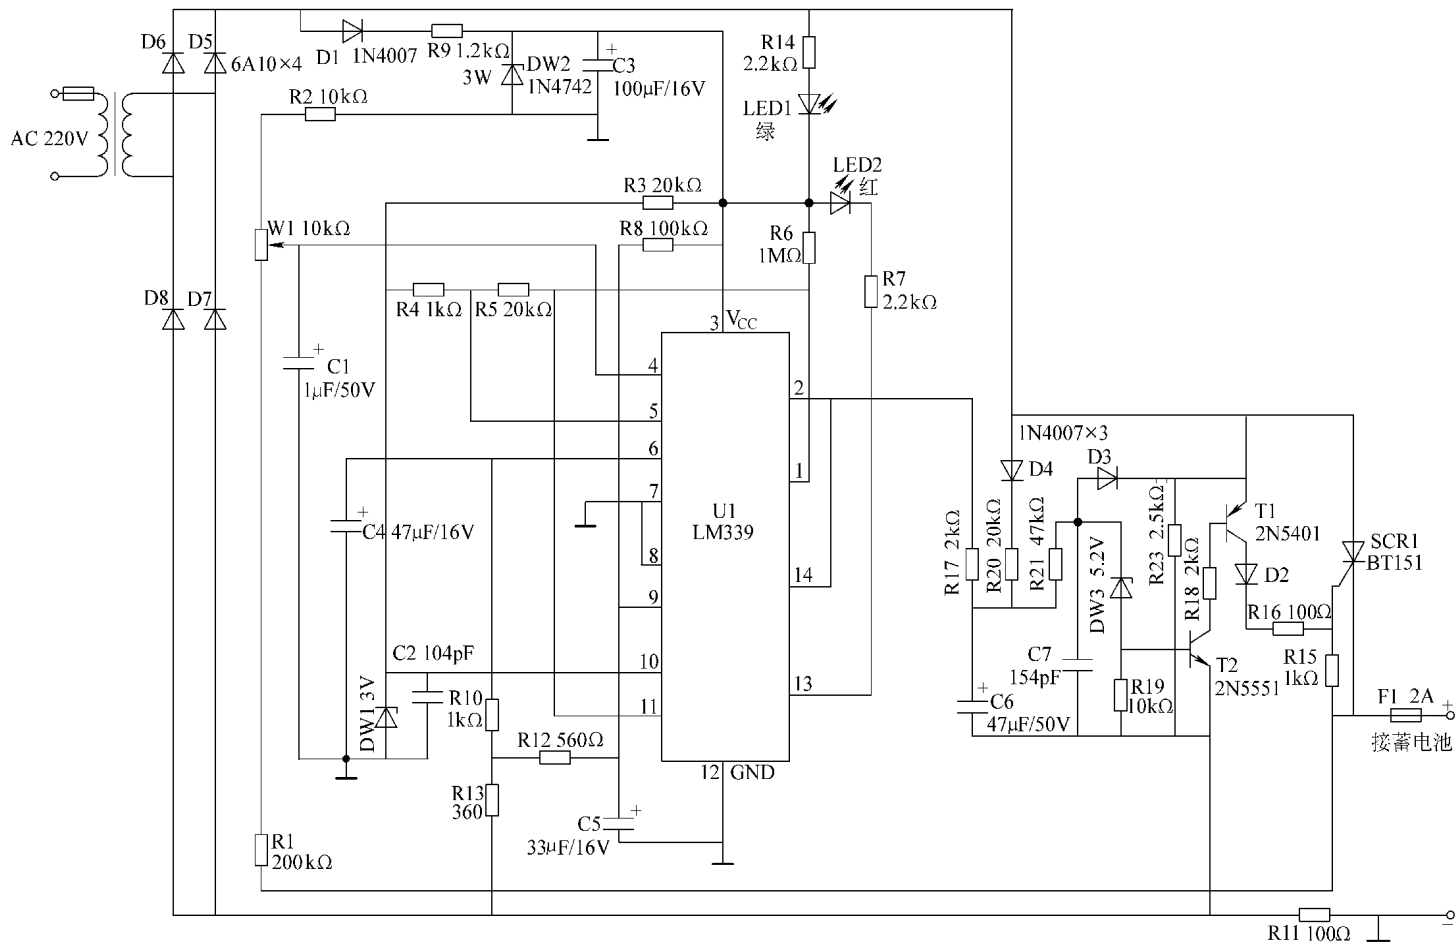 D6
D5
6A10×4
D1
1N4007
R9 1.2kΩ
3W
DW2
1N4742
C3
100μF/16V
R14
2.2kΩ
R2 10kΩ
LED1
绿
AC 220V
LED2
红
R3 20kΩ
W1 10kΩ
R8 100kΩ
R6
1MΩ
R7
2.2kΩ
D8
D7
R4 1kΩ
R5 20kΩ
3
VCC
C1
1μF/50V
4
2
5
1N4007×3
6
1
D4
D3
7
U1
LM339
C4 47μF/16V
R17 2kΩ
R20 20kΩ
R21 47kΩ
DW3 5.2V
R23 2.5kΩ
R18 2kΩ
T1
2N5401
SCR1
BT151
8
14
D2
9
R16 100Ω
C2 104pF
10
C7
154pF
T2
2N5551
R15
1kΩ
DW1 3V
R10
1kΩ
13
11
C6
47μF/50V
R19
10kΩ
F1 2A
+
接蓄电池
R12 560Ω
12
GND
R13
360
C5
33μF/16V
R1
200kΩ
−
R11 100Ω